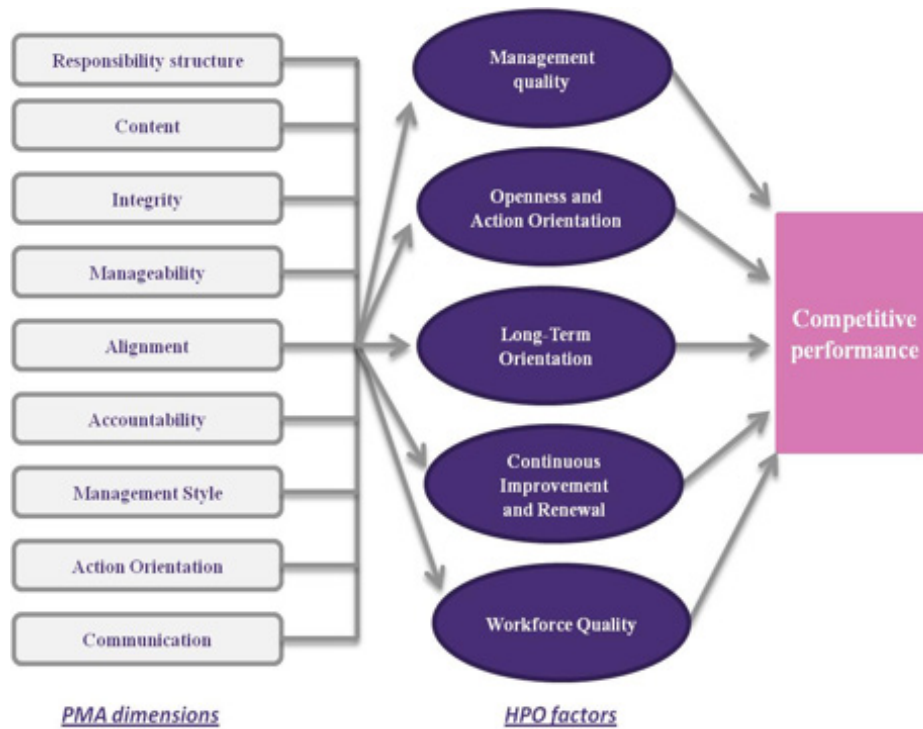 Responsibility structure
Content
Integrity
Manageability
Alignment
Accountability
Management Style
Action Orientation
Communication
PMA dimensions
Management
quality
Openness and
Action Orientation
Long-Term
Orientation
Continuous
Improvement
and Renewal
Workforce Quality
HPO factors
Competitive
performance